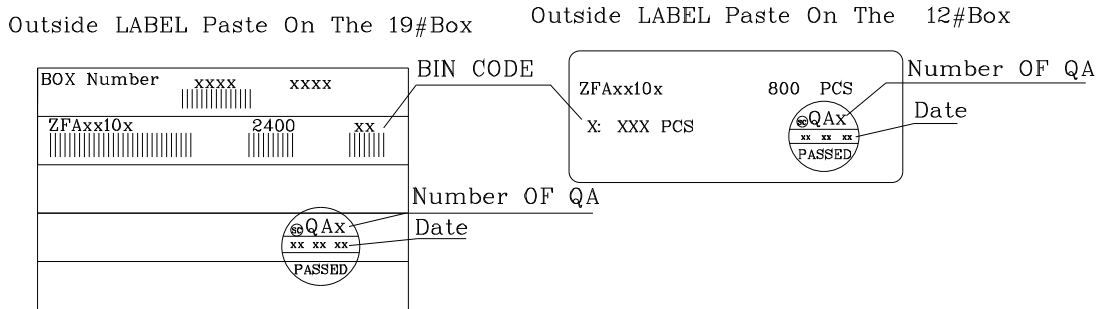 Outside LABEL Paste On The 19#Box
BOX Number xxxx xxxx
ZFAxx10x 2400 xx
BIN CODE
Number OF QA
Date
SC QAx
xx xx xx
PASSED
Outside LABEL Paste On The 12#Box
ZFAxx10x 800 PCS
X: XXX PCS
Number OF QA
Date
SC QAx
xx xx xx
PASSED